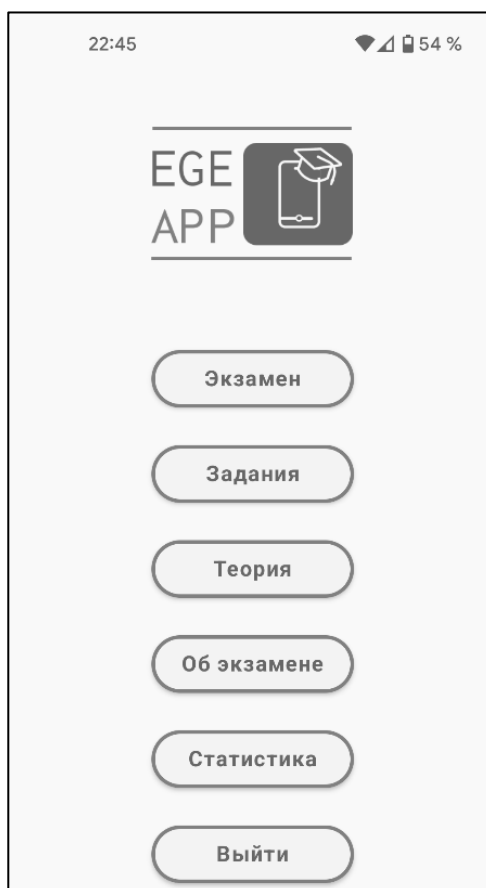 22:45 54 %
EGE
APP
Экзамен
Задания
Теория
Об экзамене
Статистика
Выйти